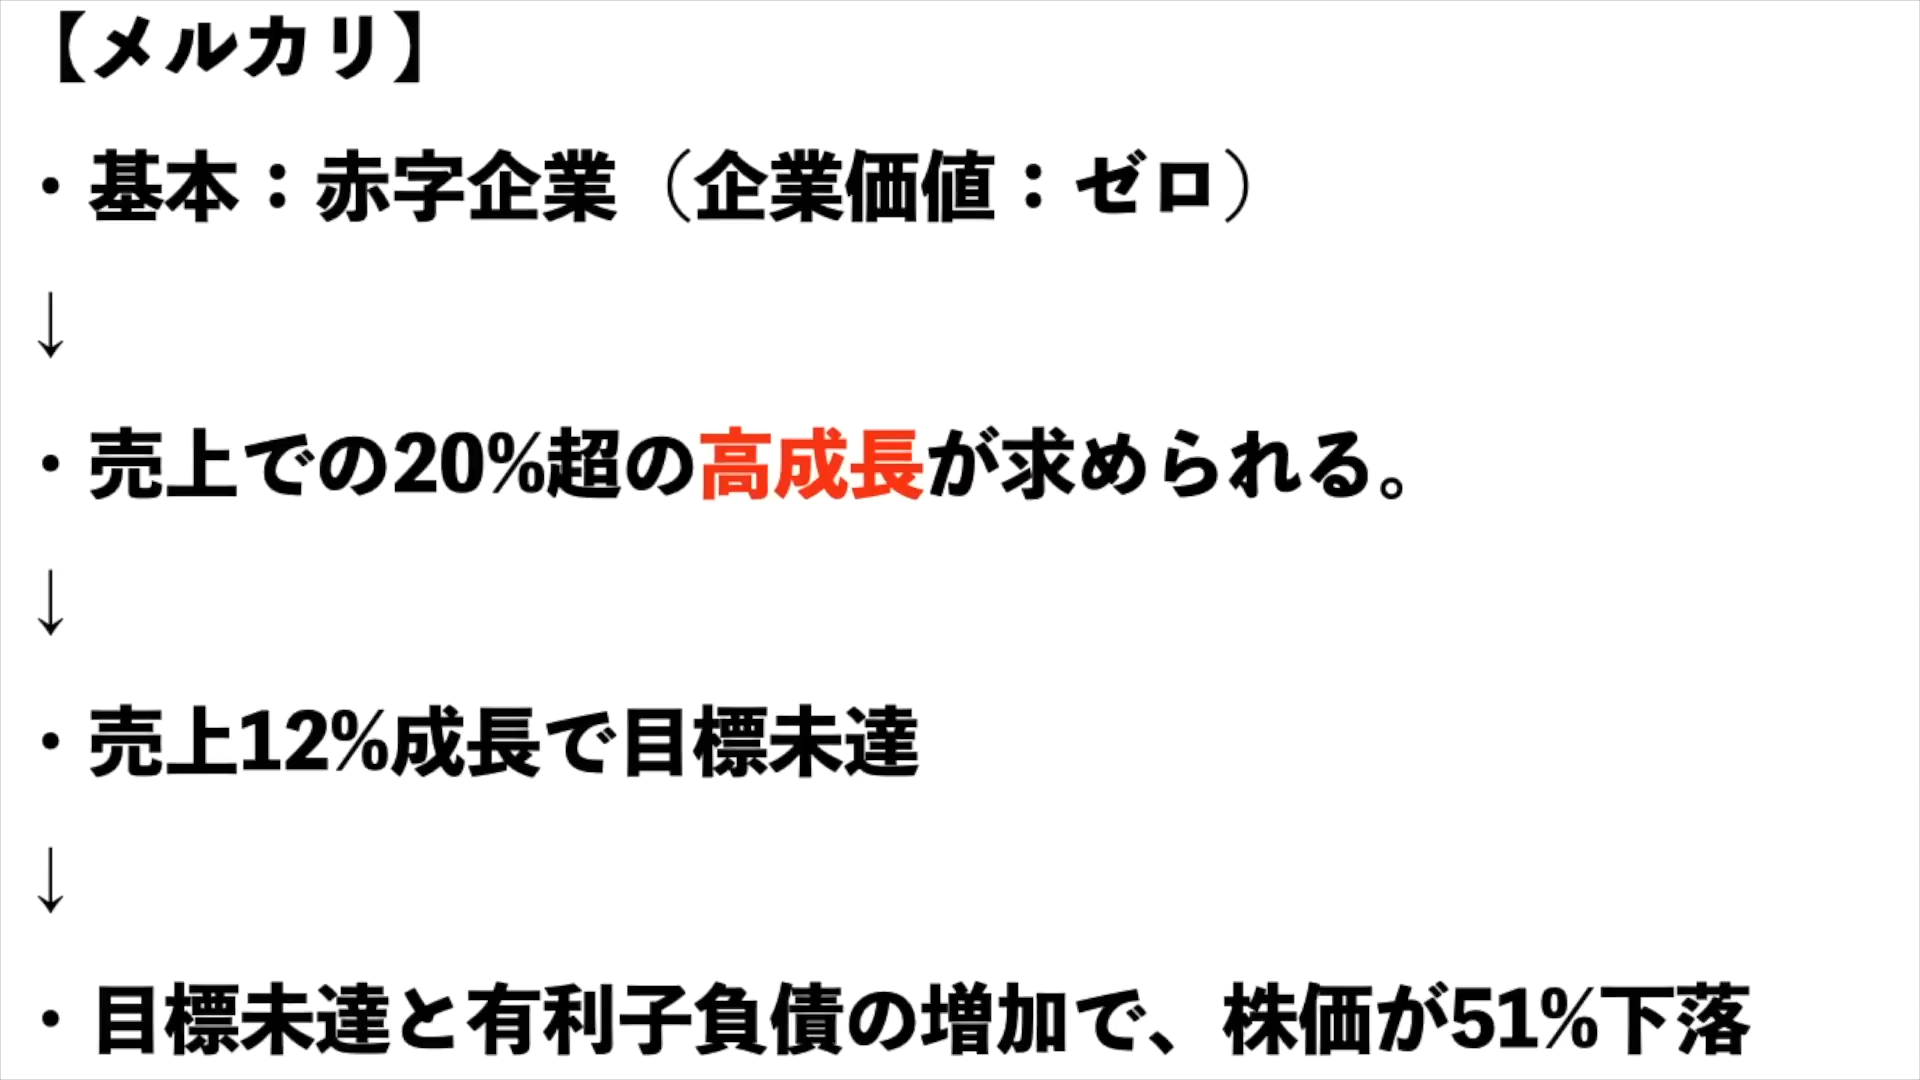 【メルカリ】
・基本：赤字企業（企業価値：ゼロ）
↓
・売上での20%超の高成長が求められる。
↓
・売上12%成長で目標未達
↓
・目標未達と有利子負債の増加で、株価が51%下落